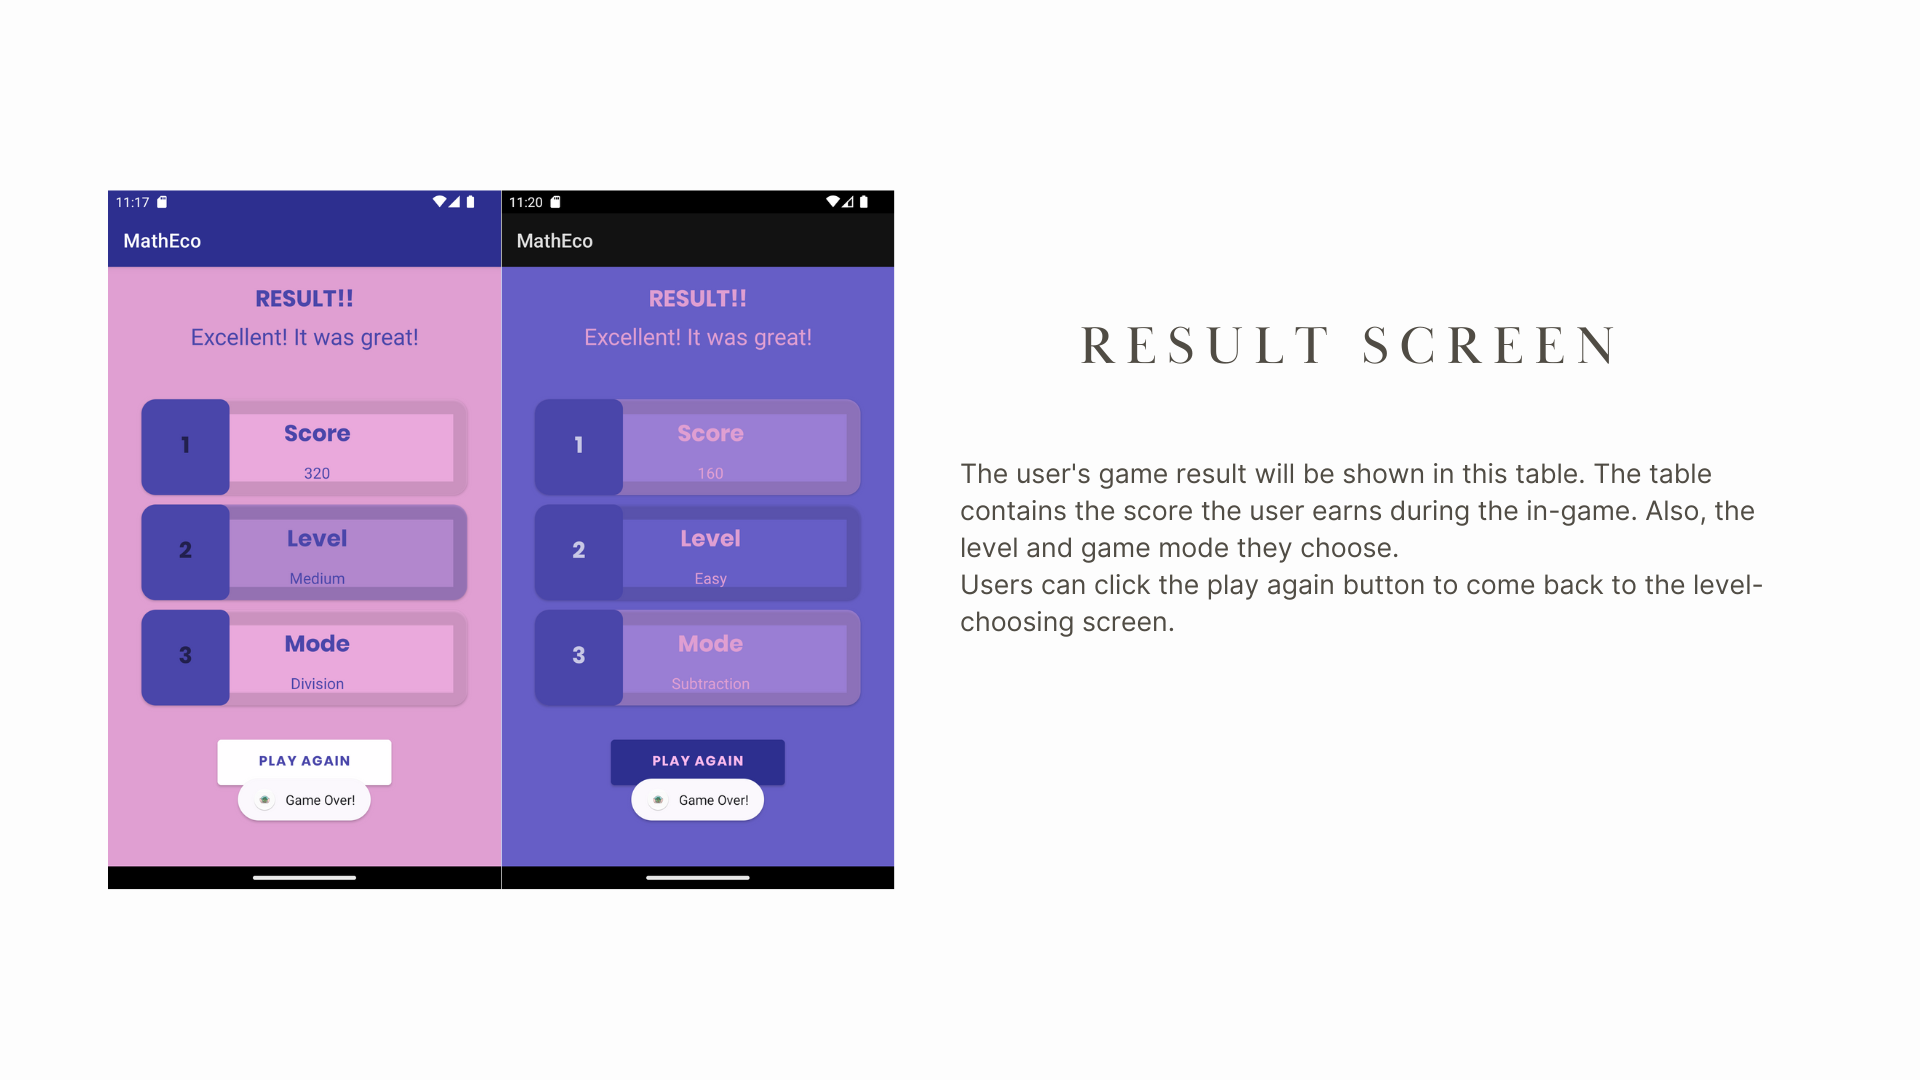 11:17
MathEco
RESULT!!
Excellent! It was great!
1
Score
320
2
Level
Medium
3
Mode
Division
PLAY AGAIN
Game Over!
11:20
MathEco
RESULT!!
Excellent! It was great!
1
Score
160
2
Level
Easy
3
Mode
Subtraction
PLAY AGAIN
Game Over!
RESULT SCREEN
The user's game result will be shown in this table. The table
contains the score the user earns during the in-game. Also, the
level and game mode they choose.
Users can click the play again button to come back to the level-
choosing screen.